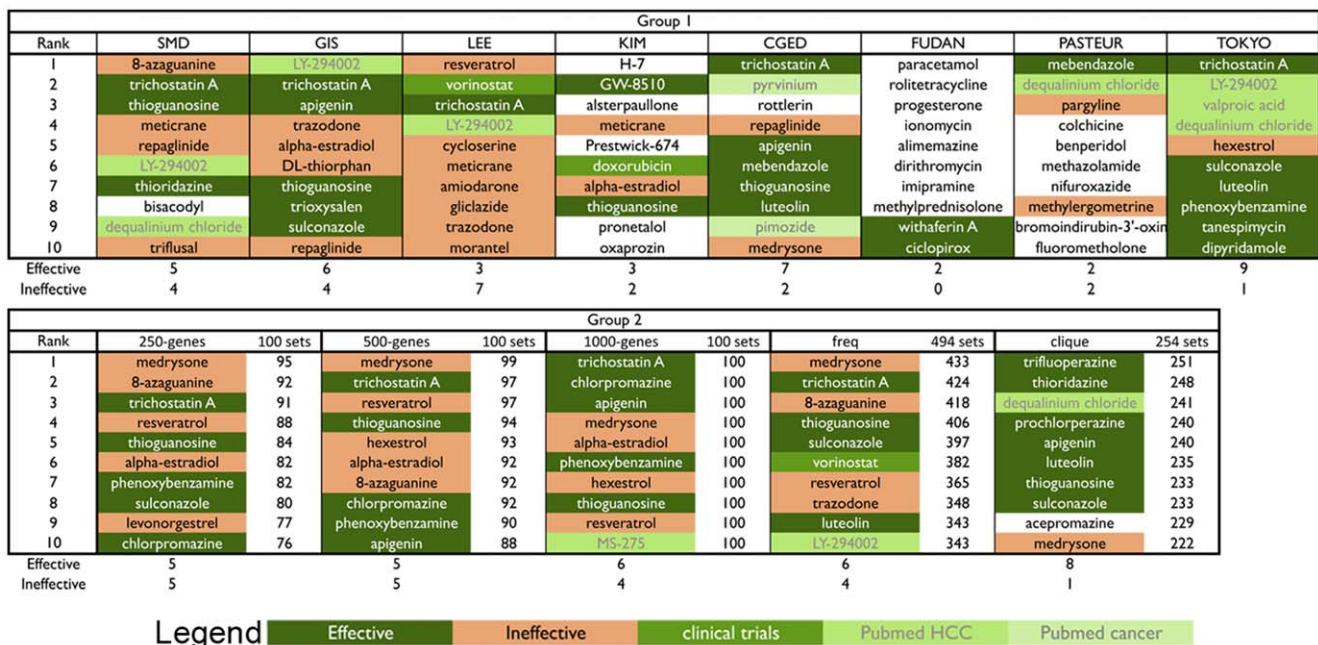 Group 1
Rank SMD GIS LEE KIM CGED FUDAN PASTEUR TOKYO
1 8-azaguanine LY-294002 resveratrol H-7 trichostatin A paracetamol mebendazole trichostatin A
2 trichostatin A trichostatin A vorinostat GW-8510 pyrvinium rolitetracycline dequalinium chloride LY-294002
3 thioguanosine apigenin trichostatin A alsterpaullone rottlerin progesterone pargyline valproic acid
4 meticrane trazodone LY-294002 meticrane repaglinide ionomycin colchicine dequalinium chloride
5 repaglinide alpha-estradiol cycloserine Prestwick-674 apigenin alimemazine benperidol hexestrol
6 LY-294002 DL-thiorphan meticrane doxorubicin mebendazole dirithromycin methazolamide sulconazole
7 thioridazine thioguanosine amiodarone alpha-estradiol thioguanosine imipramine nifuroxazide luteolin
8 bisacodyl trioxysalen gliclazide thioguanosine luteolin methylprednisolone methylergometrine phenoxybenzamine
9 dequalinium chloride sulconazole trazodone pronetalol pimozide withaferin A bromoindirubin-3'-oxin tanespimycin
10 triflusal repaglinide morantel oxaprozin medrysone ciclopirox fluorometholone dipyridamole
Effective 5 6 3 3 7 2 2 9
Ineffective 4 4 7 2 2 0 2 1
Group 2
Rank 250-genes 100 sets 500-genes 100 sets 1000-genes 100 sets freq 494 sets clique 254 sets
1 medrysone 95 medrysone 99 trichostatin A 100 medrysone 433 trifluoperazine 251
2 8-azaguanine 92 trichostatin A 97 chlorpromazine 100 trichostatin A 424 thioridazine 248
3 trichostatin A 91 resveratrol 97 apigenin 100 8-azaguanine 418 dequalinium chloride 241
4 resveratrol 88 thioguanosine 94 medrysone 100 thioguanosine 406 prochlorperazine 240
5 thioguanosine 84 hexestrol 93 alpha-estradiol 100 sulconazole 397 apigenin 240
6 alpha-estradiol 82 alpha-estradiol 92 phenoxybenzamine 100 vorinostat 382 luteolin 235
7 phenoxybenzamine 82 8-azaguanine 92 hexestrol 100 resveratrol 365 thioguanosine 233
8 sulconazole 80 chlorpromazine 92 thioguanosine 100 trazodone 348 sulconazole 233
9 levonorgestrel 77 phenoxybenzamine 90 resveratrol 100 luteolin 343 acepromazine 229
10 chlorpromazine 76 apigenin 88 MS-275 100 LY-294002 343 medrysone 222
Effective 5 5 6 6 8
Ineffective 5 5 4 4 1
Legend Effective Ineffective clinical trials Pubmed HCC Pubmed cancer